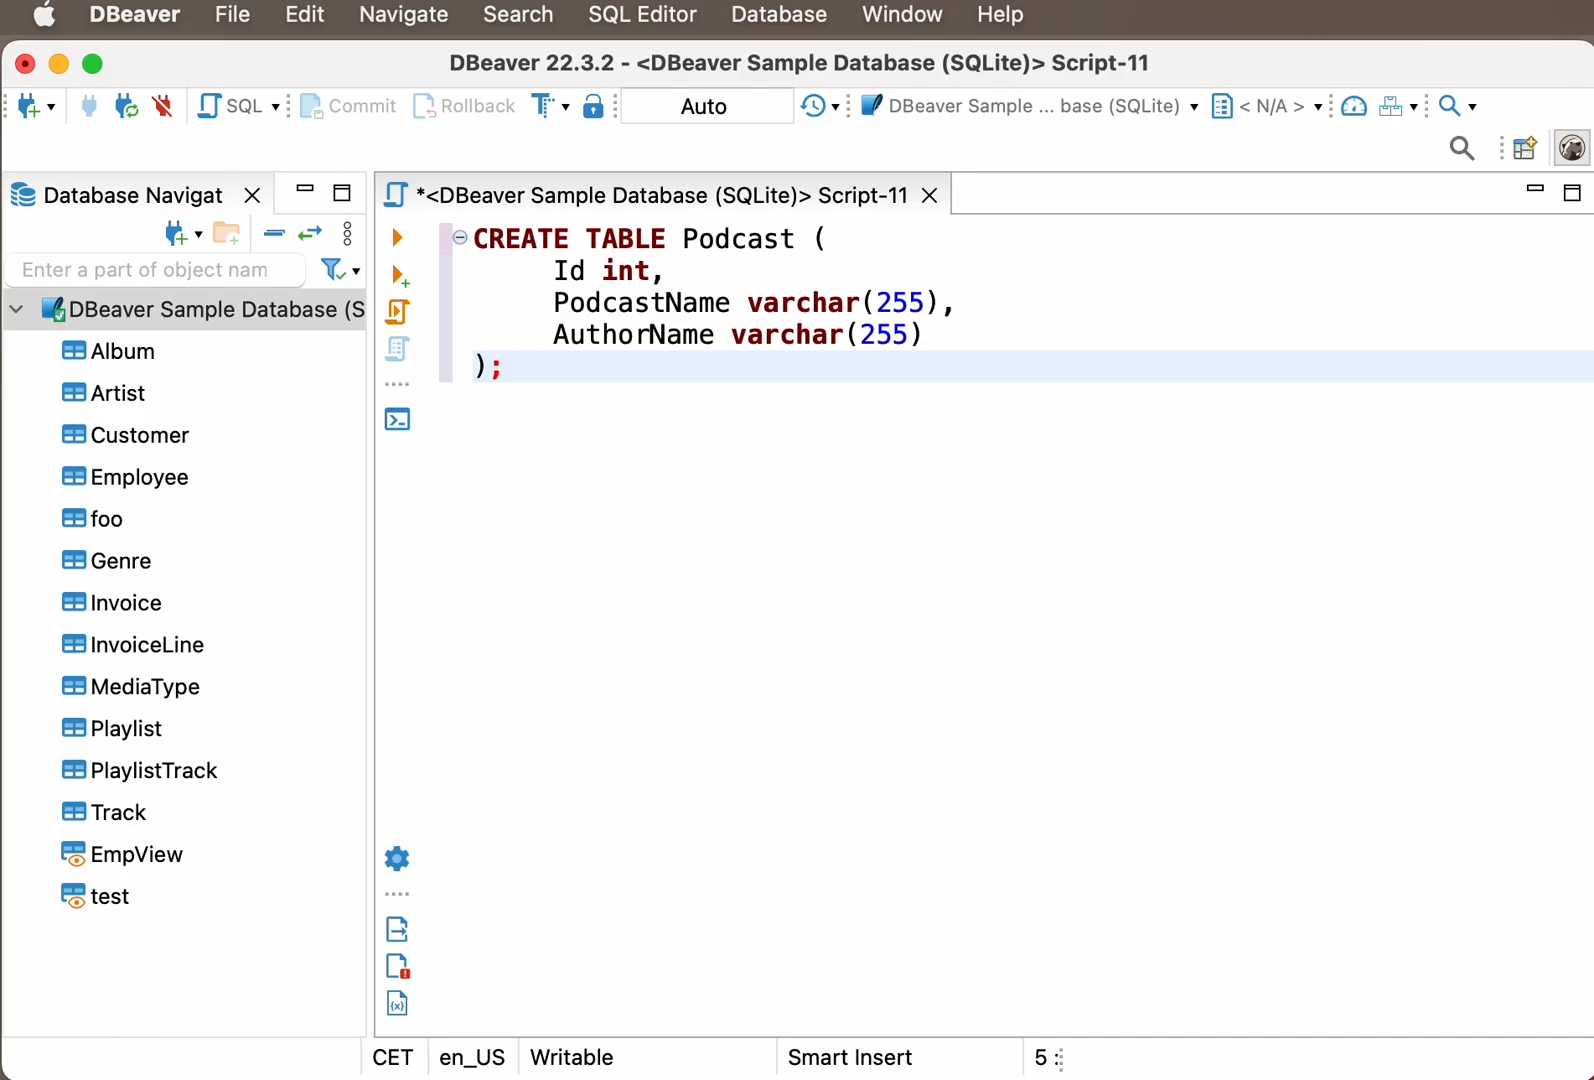 DBeaver File Edit Navigate Search SQL Editor Database Window Help
DBeaver 22.3.2 - <DBeaver Sample Database (SQLite)> Script-11
SQL Commit Rollback Auto DBeaver Sample ... base (SQLite) < N/A >
Database Navigat
*<DBeaver Sample Database (SQLite)> Script-11
Enter a part of object nam
DBeaver Sample Database (S
Album
Artist
Customer
Employee
foo
Genre
Invoice
InvoiceLine
MediaType
Playlist
PlaylistTrack
Track
EmpView
test
CREATE TABLE Podcast (
Id int,
PodcastName varchar(255),
AuthorName varchar(255)
);
CET en_US Writable Smart Insert 5 :